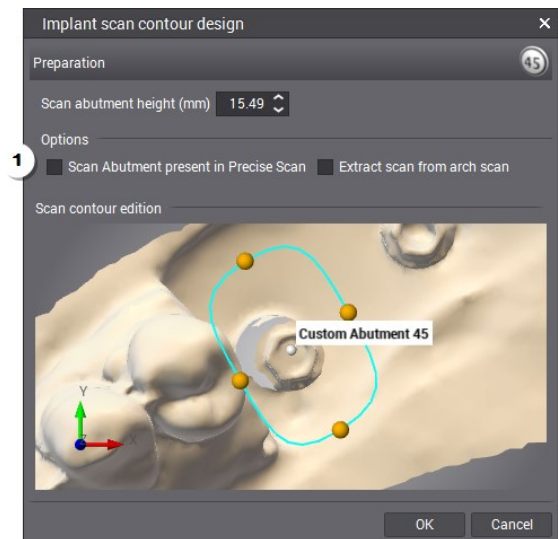 Implant scan contour design
Preparation
45
Scan abutment height (mm) 15.49
Options
1
Scan Abutment present in Precise Scan Extract scan from arch scan
Scan contour edition
Custom Abutment 45
Y
Z X
OK Cancel